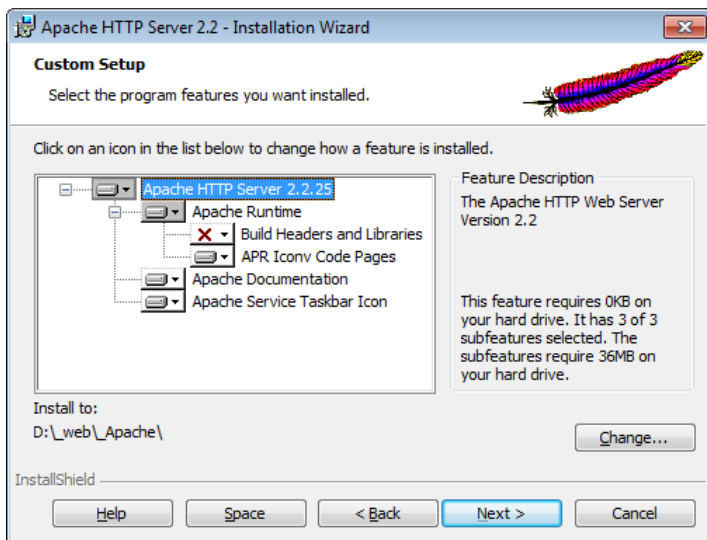 Apache HTTP Server 2.2 - Installation Wizard
Custom Setup
Select the program features you want installed.
Click on an icon in the list below to change how a feature is installed.
Apache HTTP Server 2.2.25
Apache Runtime
Build Headers and Libraries
APR Iconv Code Pages
Apache Documentation
Apache Service Taskbar Icon
Feature Description
The Apache HTTP Web Server
Version 2.2
This feature requires 0KB on
your hard drive. It has 3 of 3
subfeatures selected. The
subfeatures require 36MB on
your hard drive.
Install to:
D:\_web\_Apache\
Change...
InstallShield
Help
Space
< Back
Next >
Cancel